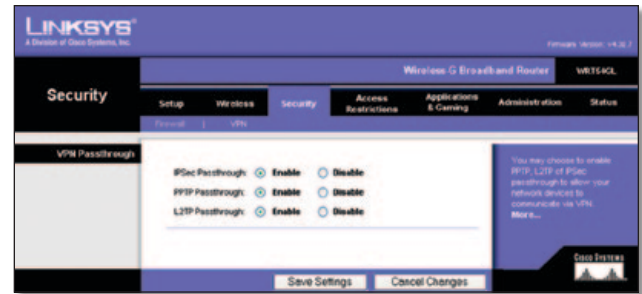 LINKSYS®
A Division of Cisco Systems, Inc.
Firmware Version:
Wireless-G Broadband Router WRT54GL
Security
Setup Wireless Security Access Restrictions Applications & Gaming Administration Status
Firewall | VPN
VPN Passthrough
IPSec Passthrough: Enable Disable
PPTP Passthrough: Enable Disable
L2TP Passthrough: Enable Disable
You may choose to enable
PPTP, L2TP or IPSec
passthrough to allow your
network devices to
communicate via VPN.
More...
Save Settings Cancel Changes
CISCO SYSTEMS